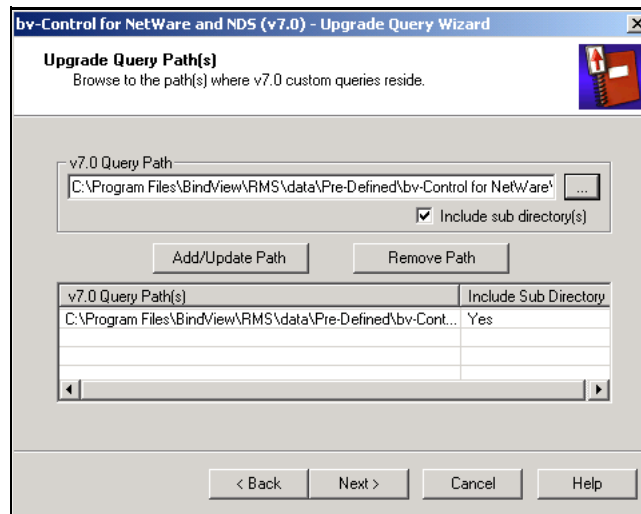 bv-Control for NetWare and NDS (v7.0) - Upgrade Query Wizard
Upgrade Query Path(s)
Browse to the path(s) where v7.0 custom queries reside.
v7.0 Query Path
C:\Program Files\BindView\RMS\data\Pre-Defined\bv-Control for NetWare\
...
Include sub directory(s)
Add/Update Path Remove Path
v7.0 Query Path(s) Include Sub Directory
C:\Program Files\BindView\RMS\data\Pre-Defined\bv-Cont... Yes
< Back Next > Cancel Help